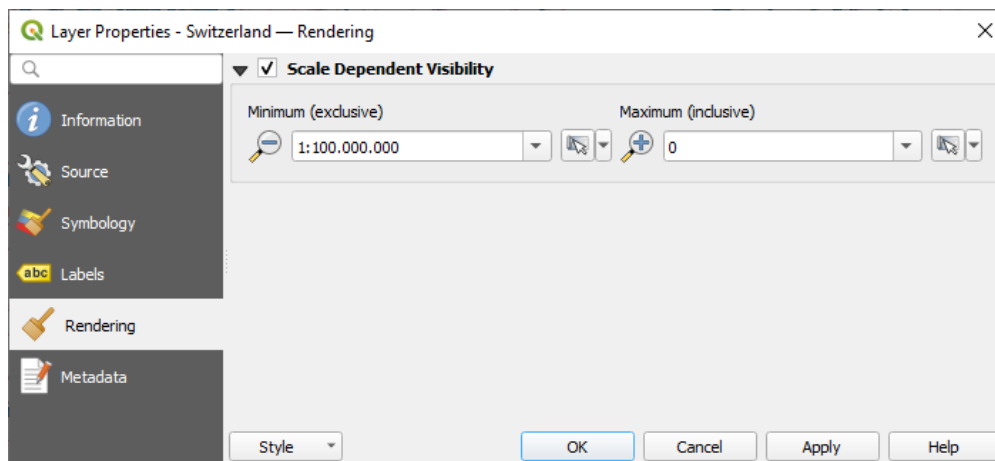 Layer Properties - Switzerland — Rendering
Scale Dependent Visibility
Information
Source
Symbology
abc Labels
Rendering
Metadata
Minimum (exclusive) Maximum (inclusive)
1:100.000.000 0
Style OK Cancel Apply Help